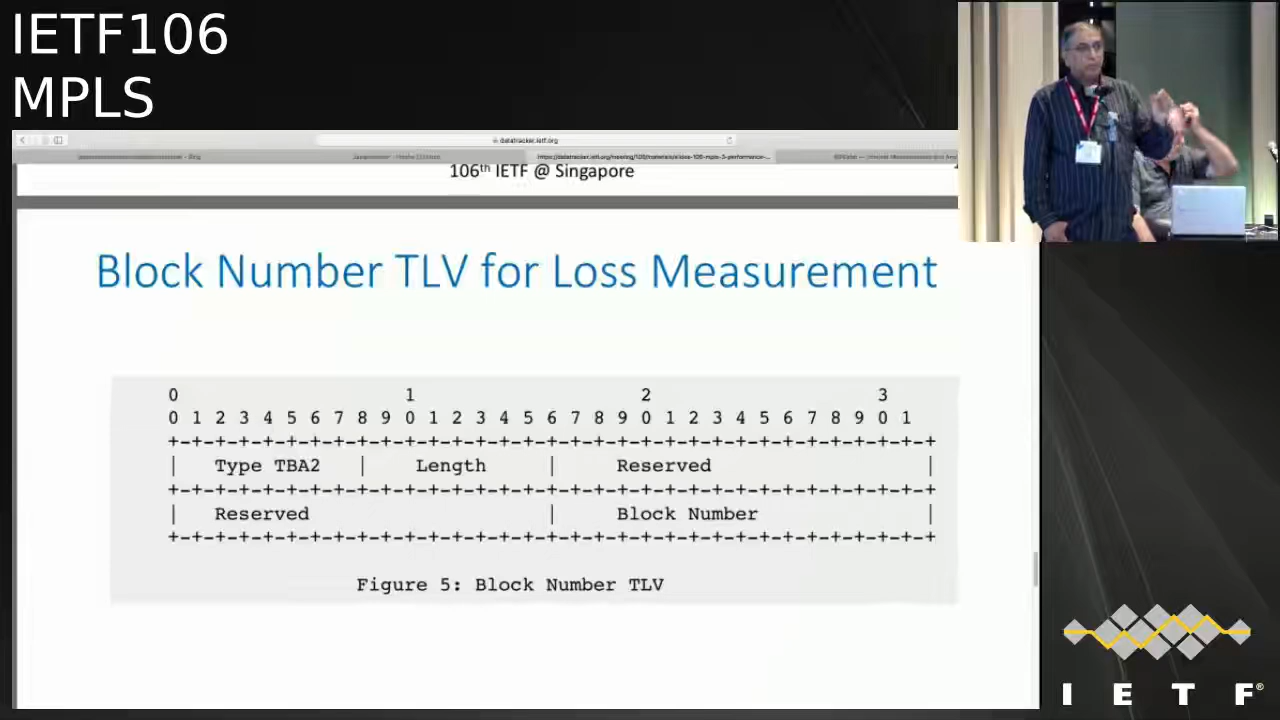 IETF106
MPLS
datatracker.ietf.org
106th IETF @ Singapore
Block Number TLV for Loss Measurement
0 1 2 3
0 1 2 3 4 5 6 7 8 9 0 1 2 3 4 5 6 7 8 9 0 1 2 3 4 5 6 7 8 9 0 1
+-+-+-+-+-+-+-+-+-+-+-+-+-+-+-+-+-+-+-+-+-+-+-+-+-+-+-+-+-+-+-+-+
| Type TBA2 | Length | Reserved |
+-+-+-+-+-+-+-+-+-+-+-+-+-+-+-+-+-+-+-+-+-+-+-+-+-+-+-+-+-+-+-+-+
| Reserved | Block Number |
+-+-+-+-+-+-+-+-+-+-+-+-+-+-+-+-+-+-+-+-+-+-+-+-+-+-+-+-+-+-+-+-+
Figure 5: Block Number TLV
I E T F®